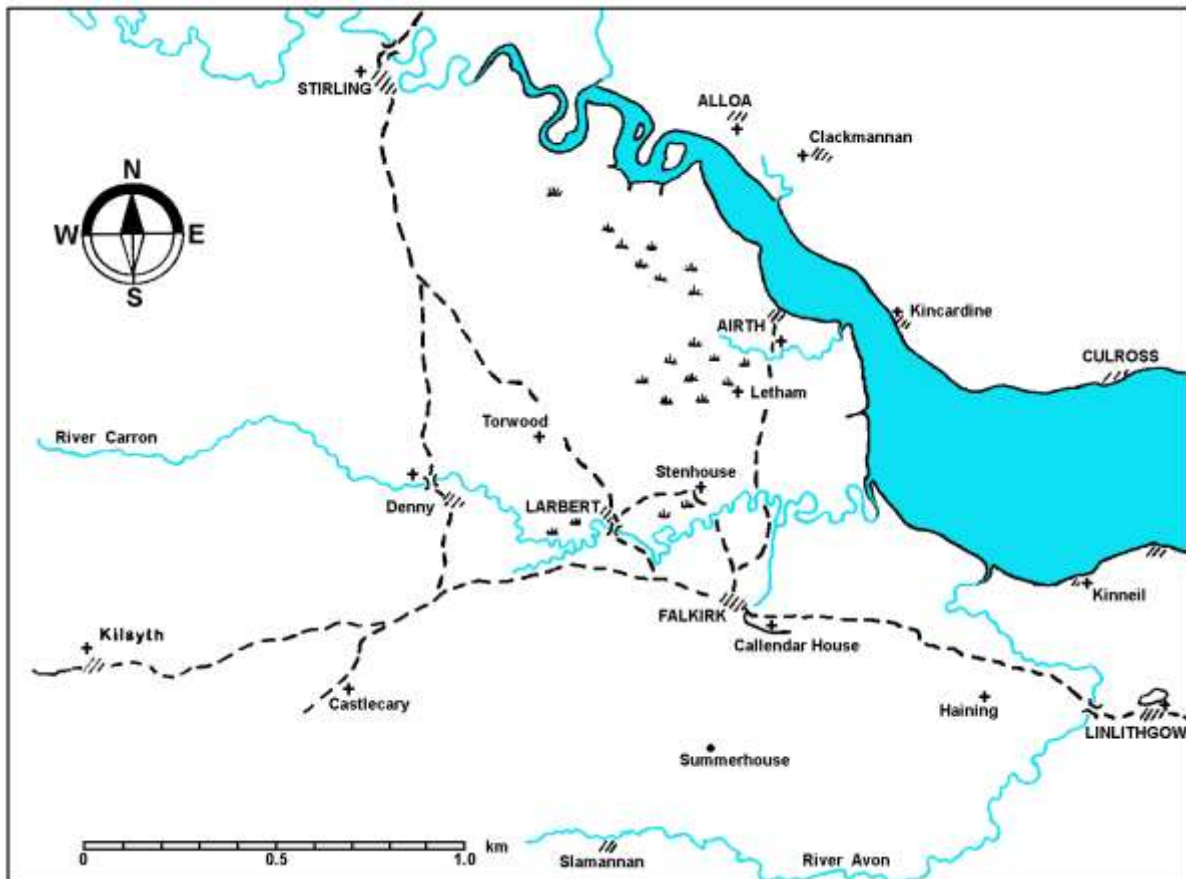 STIRLING
ALLOA
Clackmannan
N
W E
S
AIRTH
Kincardine
CULROSS
Letham
Torwood
River Carron
Stenhouse
Denny
LARBERT
Kinneil
FALKIRK
Kilsyth
Callendar House
Castlecary
Haining
LINLITHGOW
Summerhouse
0 0.5 1.0 km
Slamannan
River Avon